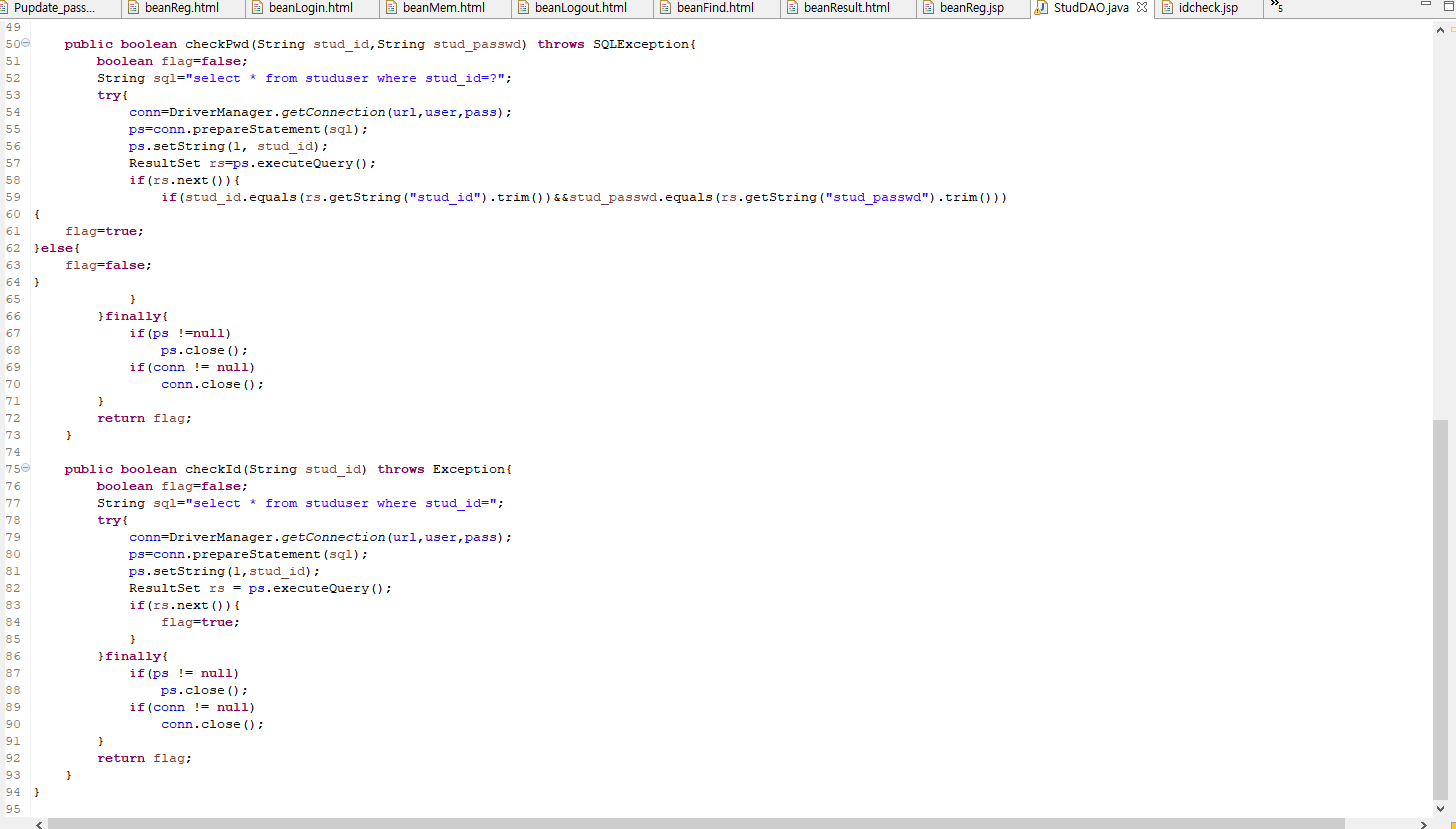 Pupdate_pass... beanReg.html beanLogin.html beanMem.html beanLogout.html beanFind.html beanResult.html beanReg.jsp StudDAO.java idcheck.jsp »5
49
50 public boolean checkPwd(String stud_id,String stud_passwd) throws SQLException{
51 boolean flag=false;
52 String sql="select * from studuser where stud_id=?";
53 try{
54 conn=DriverManager.getConnection(url,user,pass);
55 ps=conn.prepareStatement(sql);
56 ps.setString(1, stud_id);
57 ResultSet rs=ps.executeQuery();
58 if(rs.next()){
59 if(stud_id.equals(rs.getString("stud_id").trim())&&stud_passwd.equals(rs.getString("stud_passwd").trim()))
60 {
61 flag=true;
62 }else{
63 flag=false;
64 }
65 }
66 }finally{
67 if(ps !=null)
68 ps.close();
69 if(conn != null)
70 conn.close();
71 }
72 return flag;
73 }
74
75 public boolean checkId(String stud_id) throws Exception{
76 boolean flag=false;
77 String sql="select * from studuser where stud_id=";
78 try{
79 conn=DriverManager.getConnection(url,user,pass);
80 ps=conn.prepareStatement(sql);
81 ps.setString(1,stud_id);
82 ResultSet rs = ps.executeQuery();
83 if(rs.next()){
84 flag=true;
85 }
86 }finally{
87 if(ps != null)
88 ps.close();
89 if(conn != null)
90 conn.close();
91 }
92 return flag;
93 }
94 }
95